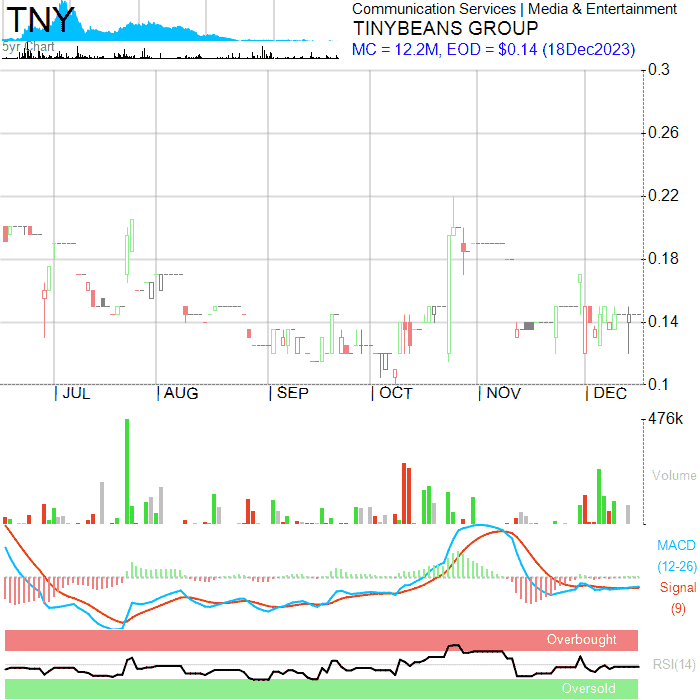 TNY
5yr Chart
Communication Services | Media & Entertainment
TINYBEANS GROUP
MC = 12.2M, EOD = $0.14 (18Dec2023)
0.3
0.26
0.22
0.18
0.14
0.1
JUL
AUG
SEP
OCT
NOV
DEC
476k
Volume
MACD
(12-26)
Signal
(9)
Overbought
RSI(14)
Oversold